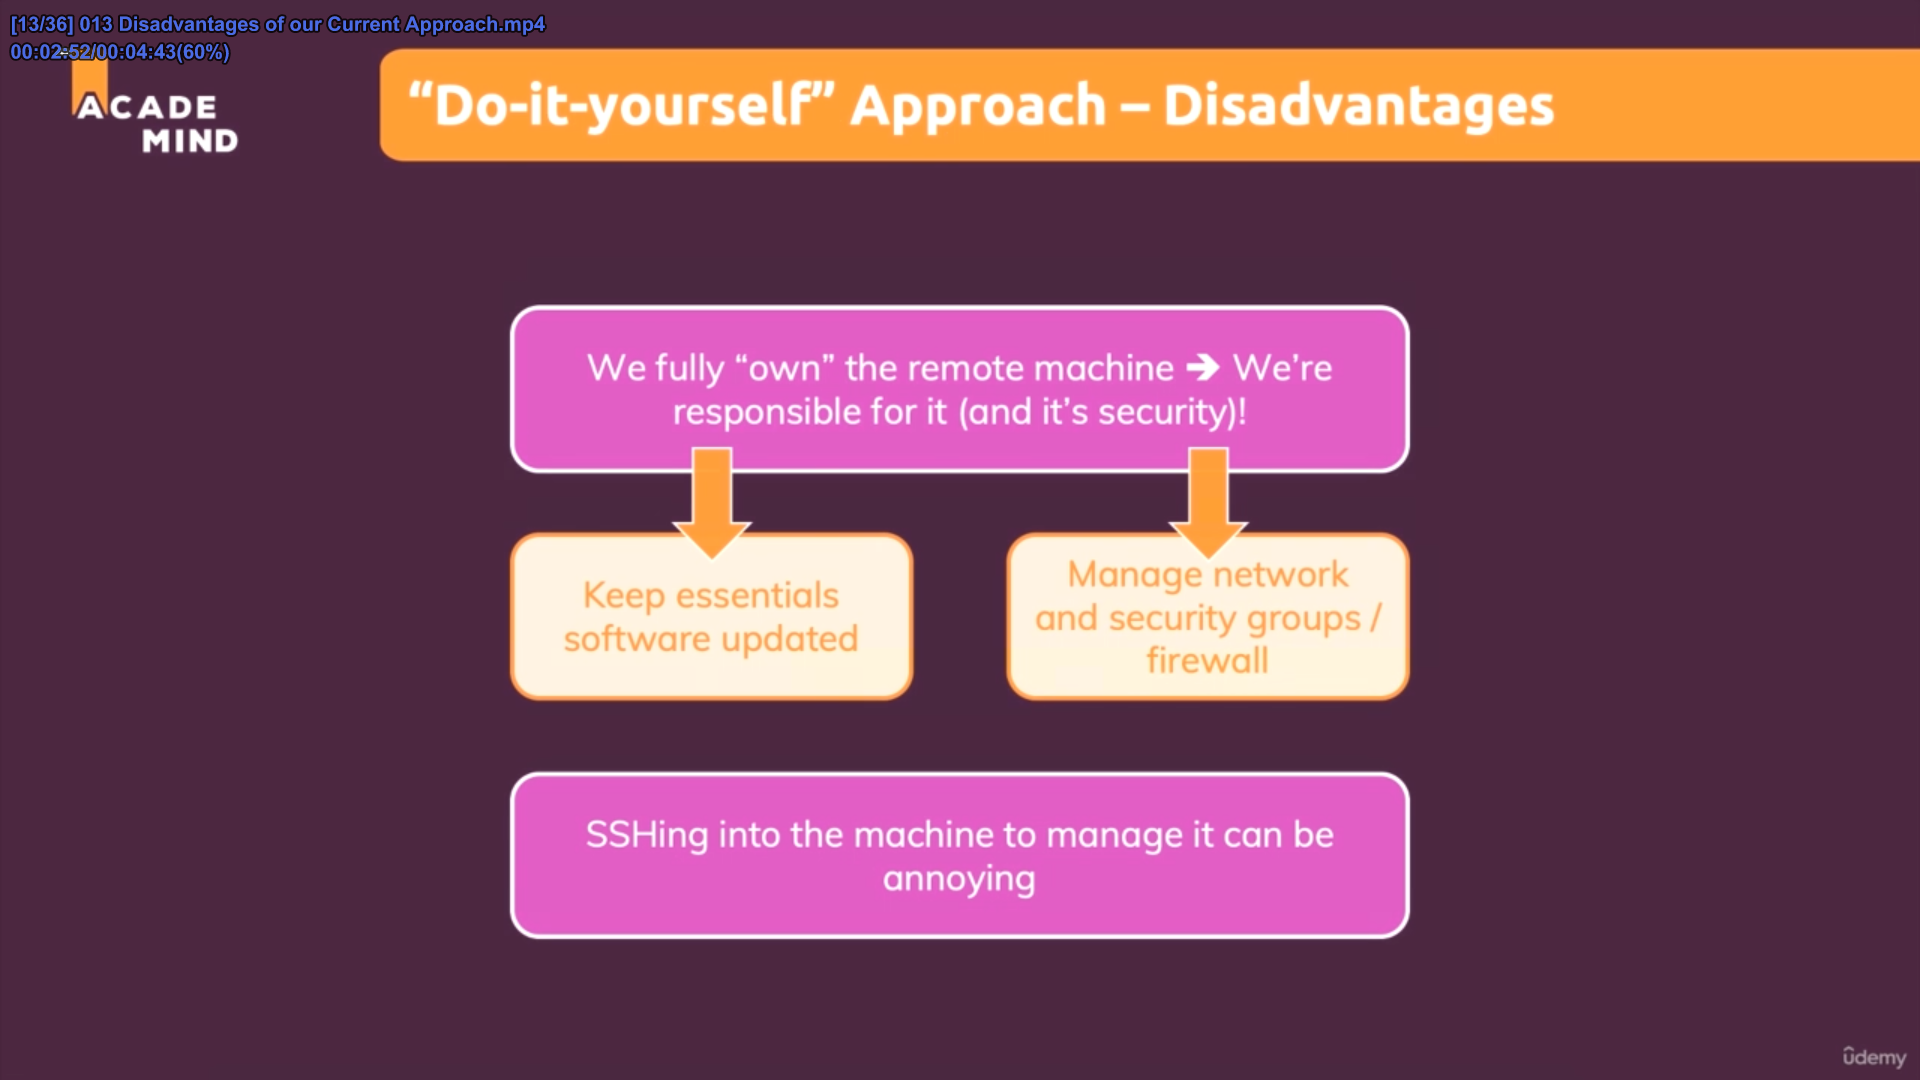 [13/36] 013 Disadvantages of our Current Approach.mp4
00:02:52/00:04:43(60%)
ACADE
MIND
“Do-it-yourself” Approach – Disadvantages
We fully “own” the remote machine ➔ We’re
responsible for it (and it’s security)!
Keep essentials
software updated
Manage network
and security groups /
firewall
SSHing into the machine to manage it can be
annoying
ûdemy